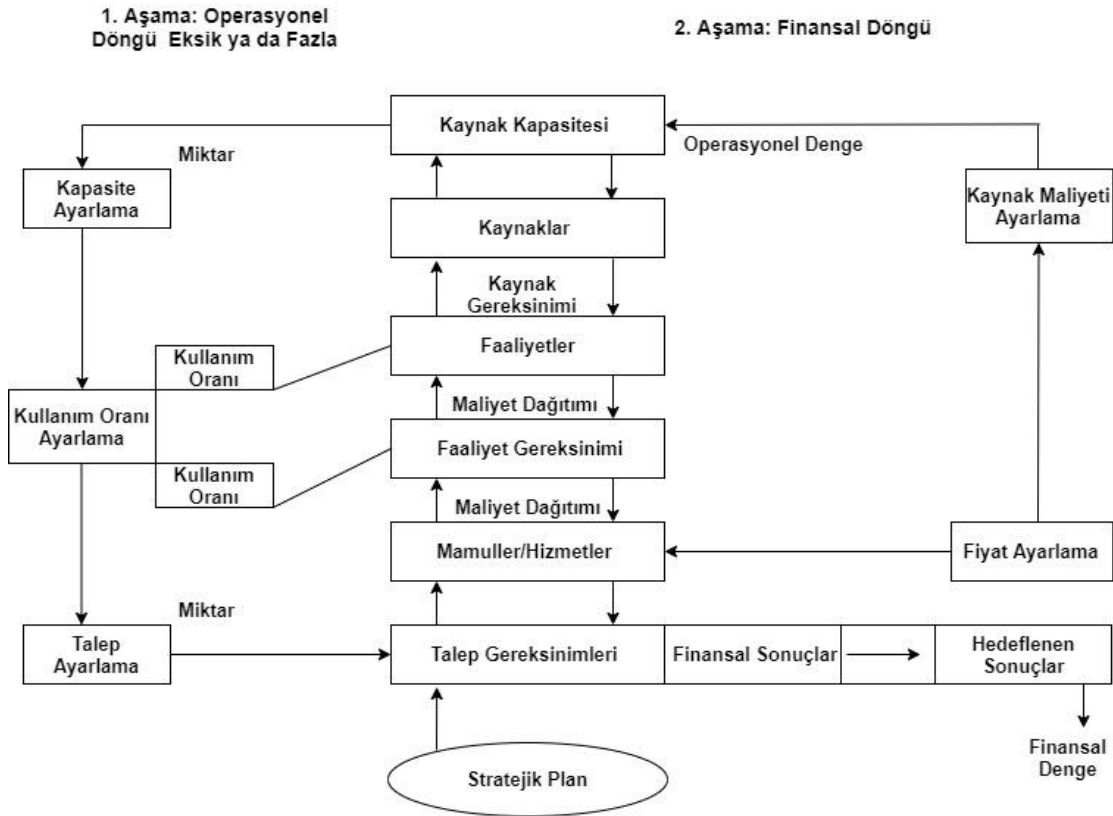 1. Aşama: Operasyonel
Döngü Eksik ya da Fazla
2. Aşama: Finansal Döngü
Kaynak Kapasitesi
Miktar
Operasyonel Denge
Kapasite
Ayarlama
Kaynak Maliyeti
Ayarlama
Kaynaklar
Kaynak
Gereksinimi
Faaliyetler
Kullanım
Oranı
Maliyet Dağıtımı
Kullanım Oranı
Ayarlama
Faaliyet Gereksinimi
Kullanım
Oranı
Maliyet Dağıtımı
Mamuller/Hizmetler
Fiyat Ayarlama
Miktar
Talep
Ayarlama
Talep Gereksinimleri
Finansal Sonuçlar
Hedeflenen
Sonuçlar
Finansal
Denge
Stratejik Plan